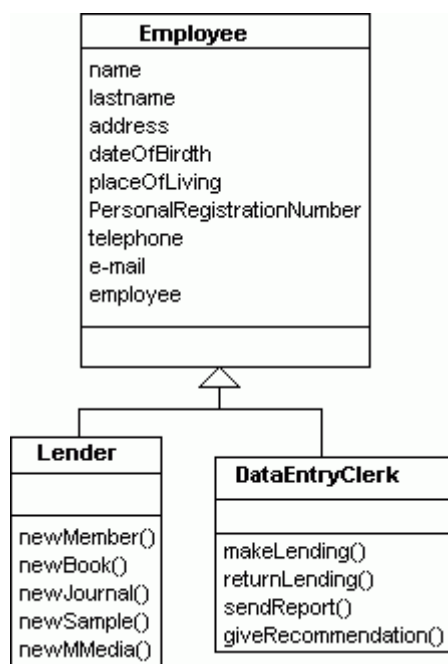 Employee
name
lastname
address
dateOfBirdth
placeOfLiving
PersonalRegistrationNumber
telephone
e-mail
employee
Lender
newMember()
newBook()
newJournal()
newSample()
newMMedia()
DataEntryClerk
makeLending()
returnLending()
sendReport()
giveRecommendation()